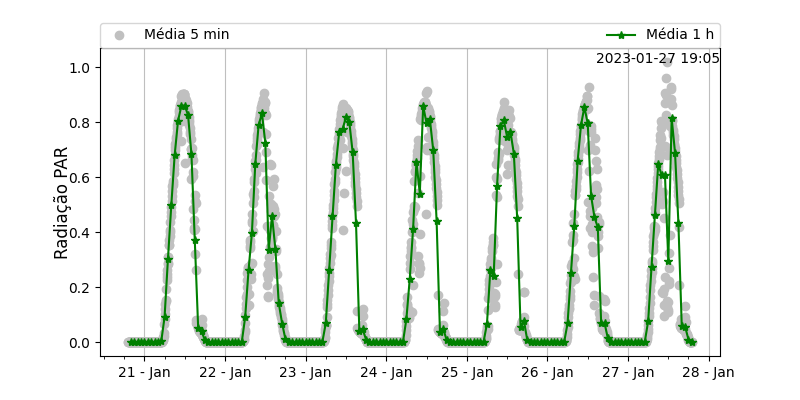 Média 5 min
Média 1 h
2023-01-27 19:05
Radiação PAR
1.0
0.8
0.6
0.4
0.2
0.0
21 - Jan
22 - Jan
23 - Jan
24 - Jan
25 - Jan
26 - Jan
27 - Jan
28 - Jan